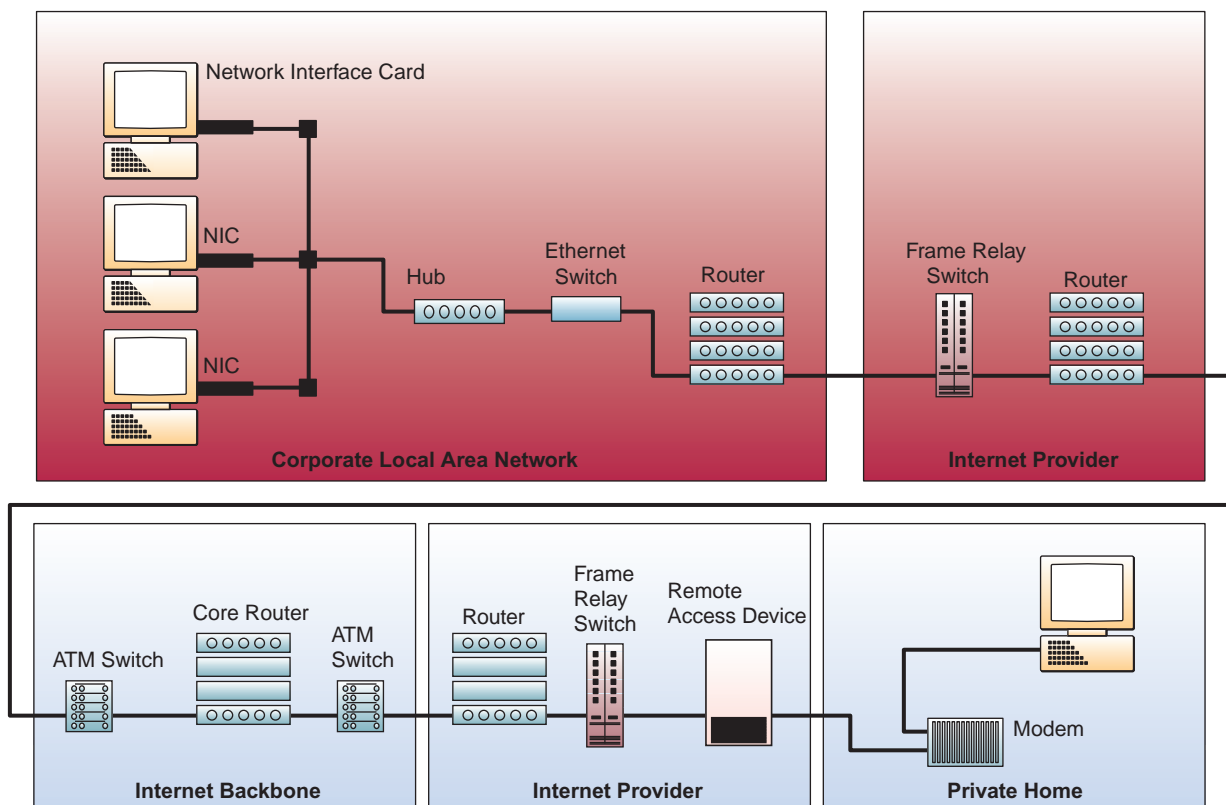 Network Interface Card
NIC
NIC
Hub
Ethernet
Switch
Router
Corporate Local Area Network
Frame Relay
Switch
Router
Internet Provider
ATM Switch
Core Router
ATM
Switch
Internet Backbone
Router
Frame
Relay
Switch
Remote
Access Device
Internet Provider
Modem
Private Home